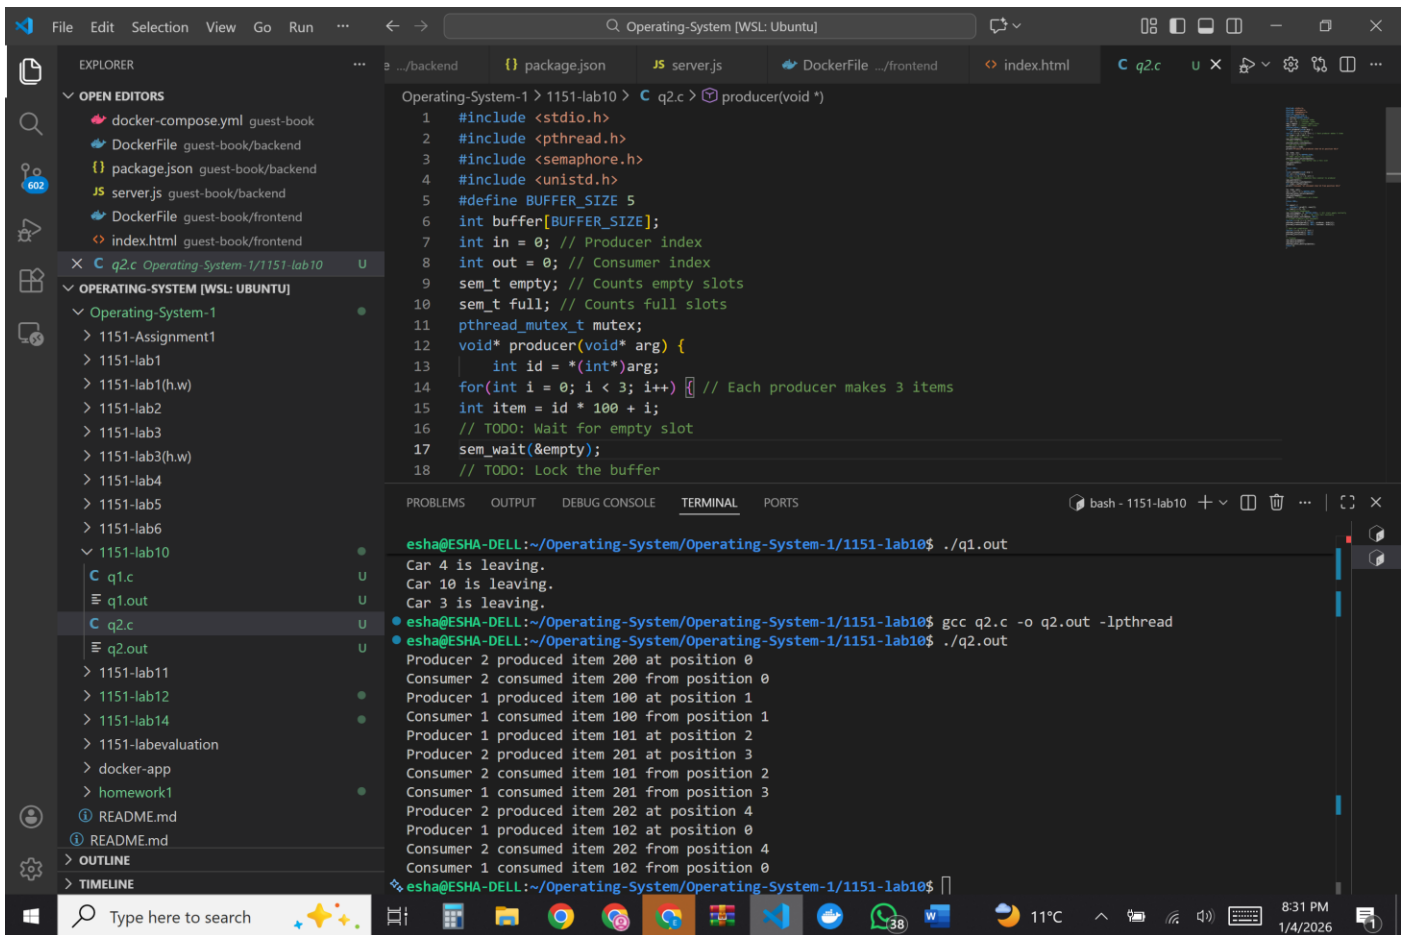 File Edit Selection View Go Run ··· Operating-System [WSL: Ubuntu]
EXPLORER ···
OPEN EDITORS
docker-compose.yml guest-book
DockerFile guest-book/backend
{} package.json guest-book/backend
JS server.js guest-book/backend
DockerFile guest-book/frontend
<> index.html guest-book/frontend
C q2.c Operating-System-1/1151-lab10 U
OPERATING-SYSTEM [WSL: UBUNTU]
Operating-System-1
1151-Assignment1
1151-lab1
1151-lab1(h.w)
1151-lab2
1151-lab3
1151-lab3(h.w)
1151-lab4
1151-lab5
1151-lab6
1151-lab10
C q1.c U
q1.out U
C q2.c U
q2.out U
1151-lab11
1151-lab12
1151-lab14
1151-labevaluation
docker-app
homework1
README.md
README.md
OUTLINE
TIMELINE
602
e .../backend {} package.json JS server.js DockerFile .../frontend <> index.html C q2.c U
Operating-System-1 > 1151-lab10 > C q2.c > producer(void *)
1 #include <stdio.h>
2 #include <pthread.h>
3 #include <semaphore.h>
4 #include <unistd.h>
5 #define BUFFER_SIZE 5
6 int buffer[BUFFER_SIZE];
7 int in = 0; // Producer index
8 int out = 0; // Consumer index
9 sem_t empty; // Counts empty slots
10 sem_t full; // Counts full slots
11 pthread_mutex_t mutex;
12 void* producer(void* arg) {
13 int id = *(int*)arg;
14 for(int i = 0; i < 3; i++) { // Each producer makes 3 items
15 int item = id * 100 + i;
16 // TODO: Wait for empty slot
17 sem_wait(&empty);
18 // TODO: Lock the buffer
PROBLEMS OUTPUT DEBUG CONSOLE TERMINAL PORTS bash - 1151-lab10
esha@ESHA-DELL:~/Operating-System/Operating-System-1/1151-lab10$ ./q1.out
Car 4 is leaving.
Car 10 is leaving.
Car 3 is leaving.
esha@ESHA-DELL:~/Operating-System/Operating-System-1/1151-lab10$ gcc q2.c -o q2.out -lpthread
esha@ESHA-DELL:~/Operating-System/Operating-System-1/1151-lab10$ ./q2.out
Producer 2 produced item 200 at position 0
Consumer 2 consumed item 200 from position 0
Producer 1 produced item 100 at position 1
Consumer 1 consumed item 100 from position 1
Producer 1 produced item 101 at position 2
Producer 2 produced item 201 at position 3
Consumer 2 consumed item 101 from position 2
Consumer 1 consumed item 201 from position 3
Producer 2 produced item 202 at position 4
Producer 1 produced item 102 at position 0
Consumer 2 consumed item 202 from position 4
Consumer 1 consumed item 102 from position 0
esha@ESHA-DELL:~/Operating-System/Operating-System-1/1151-lab10$
Type here to search 38 11°C 8:31 PM
1/4/2026 1